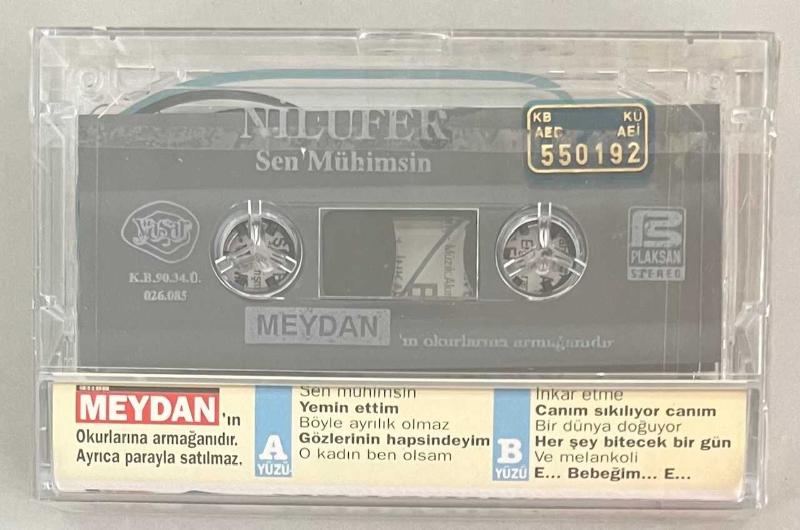 NİLÜFER
Sen Mühimsin
KB KÜ
AED AEİ
550192
Yaşar
K.B.90.34.Ü.
026.085
PLAKSAN
STEREO
MEYDAN 'ın okurlarına armağanıdır
MEYDAN 'ın
Okurlarına armağanıdır.
Ayrıca parayla satılmaz.
A
YÜZÜ
Sen mühimsin
Yemin ettim
Böyle ayrılık olmaz
Gözlerinin hapsindeyim
O kadın ben olsam
B
YÜZÜ
İnkar etme
Canım sıkılıyor canım
Bir dünya doğuyor
Her şey bitecek bir gün
Ve melankoli
E... Bebeğim... E...